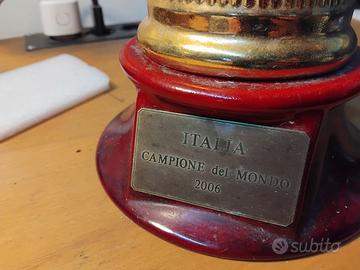 ITALIA
CAMPIONE del MONDO
2006
subito